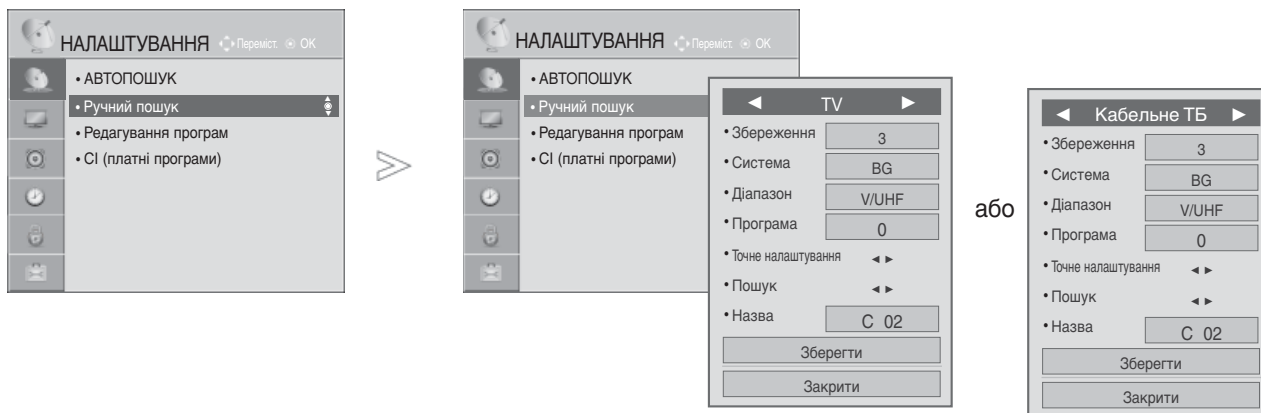 НАЛАШТУВАННЯ Переміст. OK
• АВТОПОШУК
• Ручний пошук
• Редагування програм
• CI (платні програми)
НАЛАШТУВАННЯ Переміст. OK
• АВТОПОШУК
• Ручний пошук
• Редагування програм
• CI (платні програми)
◄ TV ►
• Збереження 3
• Система BG
• Діапазон V/UHF
• Програма 0
• Точне налаштування ◄ ►
• Пошук ◄ ►
• Назва C 02
Зберегти
Закрити
або
◄ Кабельне ТБ ►
• Збереження 3
• Система BG
• Діапазон V/UHF
• Програма 0
• Точне налаштування ◄ ►
• Пошук ◄ ►
• Назва C 02
Зберегти
Закрити